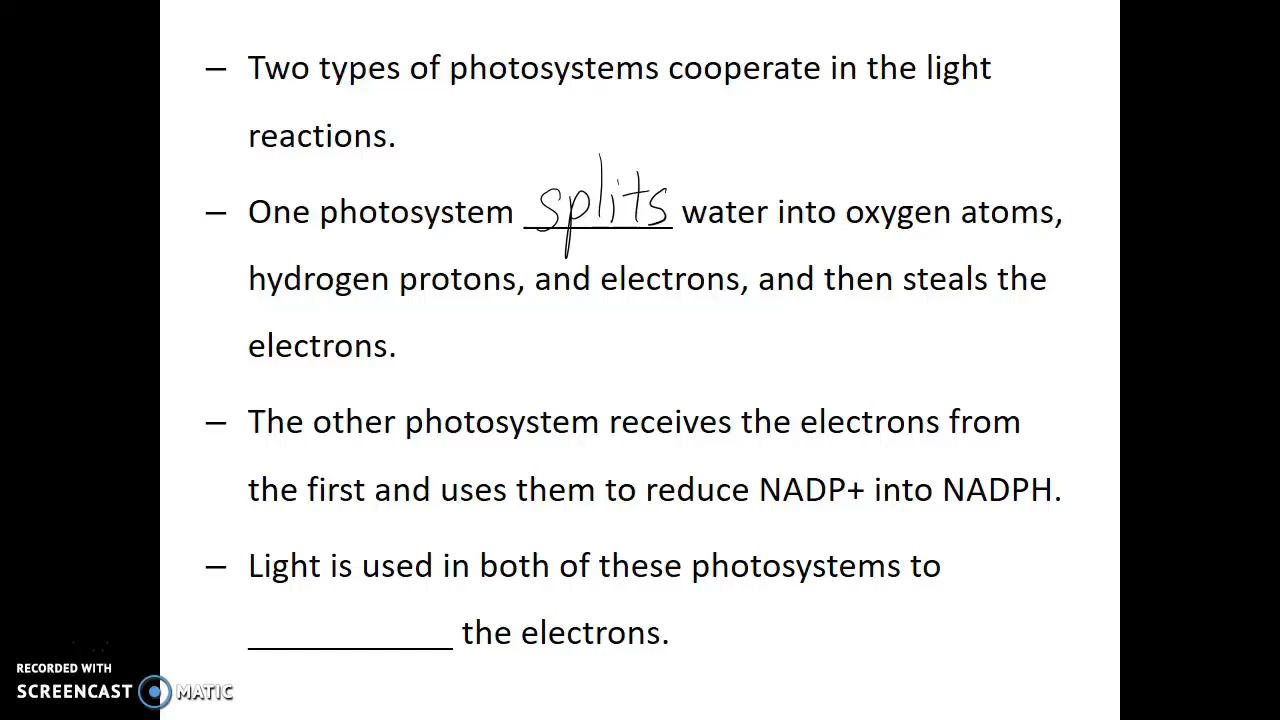 – Two types of photosystems cooperate in the light
reactions.
– One photosystem splits water into oxygen atoms,
hydrogen protons, and electrons, and then steals the
electrons.
– The other photosystem receives the electrons from
the first and uses them to reduce NADP+ into NADPH.
– Light is used in both of these photosystems to
____________ the electrons.
RECORDED WITH
SCREENCAST MATIC